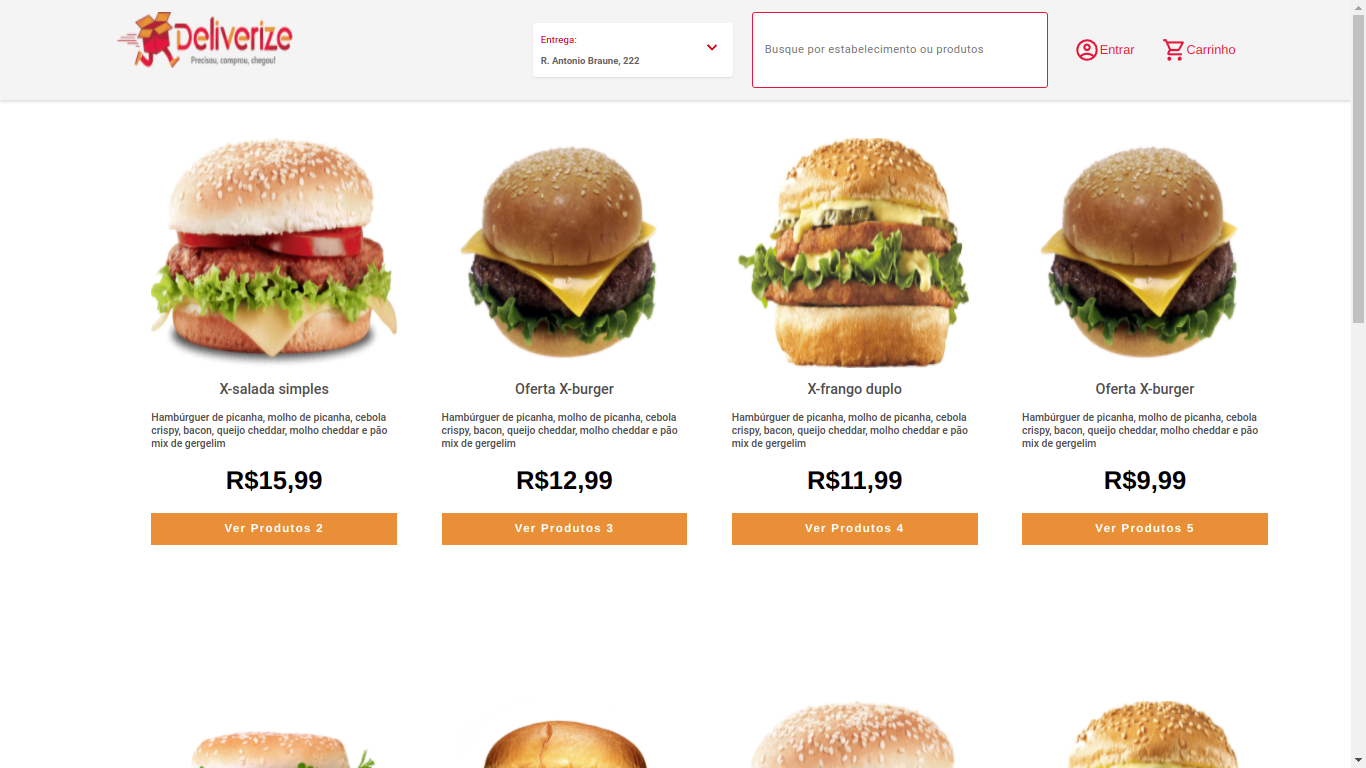 Deliverize
Precisou, comprou, chegou!
Entrega:
R. Antonio Braune, 222
Busque por estabelecimento ou produtos
Entrar
Carrinho
X-salada simples
Hambúrguer de picanha, molho de picanha, cebola
crispy, bacon, queijo cheddar, molho cheddar e pão
mix de gergelim
R$15,99
Ver Produtos 2
Oferta X-burger
Hambúrguer de picanha, molho de picanha, cebola
crispy, bacon, queijo cheddar, molho cheddar e pão
mix de gergelim
R$12,99
Ver Produtos 3
X-frango duplo
Hambúrguer de picanha, molho de picanha, cebola
crispy, bacon, queijo cheddar, molho cheddar e pão
mix de gergelim
R$11,99
Ver Produtos 4
Oferta X-burger
Hambúrguer de picanha, molho de picanha, cebola
crispy, bacon, queijo cheddar, molho cheddar e pão
mix de gergelim
R$9,99
Ver Produtos 5